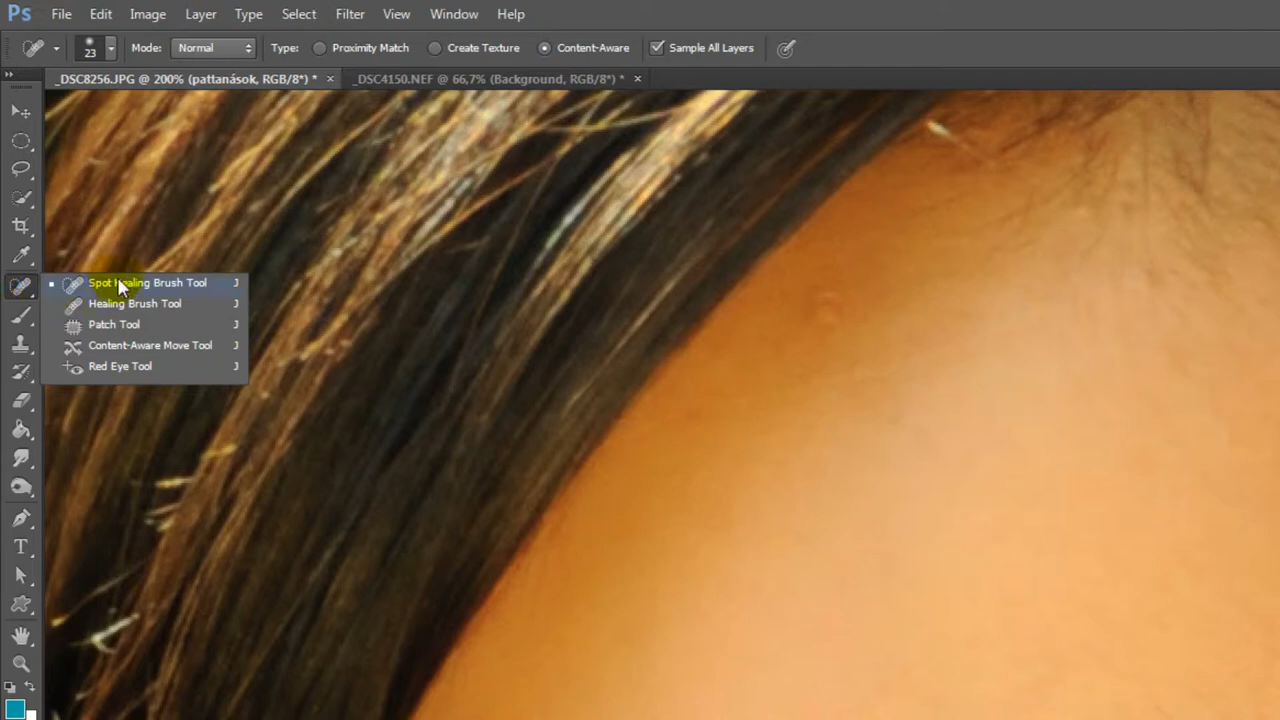 Ps File Edit Image Layer Type Select Filter View Window Help
23 Mode: Normal Type: Proximity Match Create Texture Content-Aware Sample All Layers
_DSC8256.JPG @ 200% (pattanások, RGB/8*) * × _DSC4150.NEF @ 66,7% (Background, RGB/8*) * ×
Spot Healing Brush Tool J
Healing Brush Tool J
Patch Tool J
Content-Aware Move Tool J
Red Eye Tool J
T